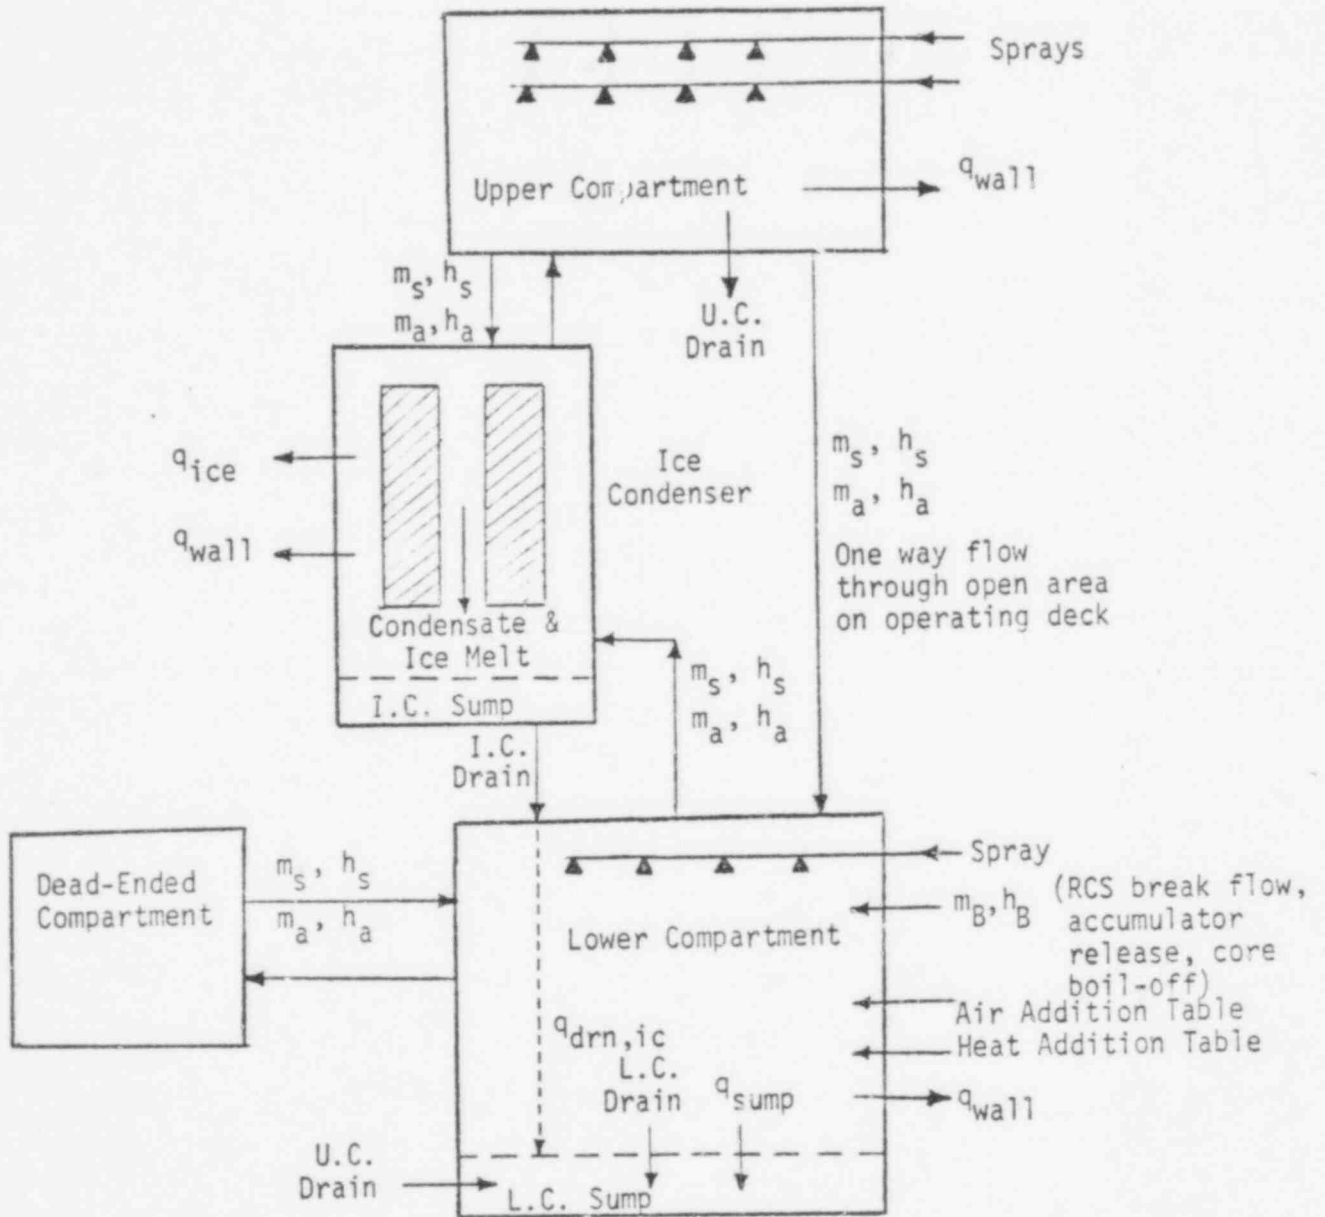 Sprays
Upper Compartment
q_wall
m_s, h_s
m_a, h_a
U.C.
Drain
q_ice
q_wall
Ice
Condenser
m_s, h_s
m_a, h_a
One way flow
through open area
on operating deck
Condensate &
Ice Melt
I.C. Sump
I.C.
Drain
m_s, h_s
m_a, h_a
Dead-Ended
Compartment
m_s, h_s
m_a, h_a
Spray
m_B, h_B (RCS break flow,
accumulator
release, core
boil-off)
Lower Compartment
Air Addition Table
Heat Addition Table
q_drn,ic
L.C.
Drain
q_sump
q_wall
U.C.
Drain
L.C. Sump